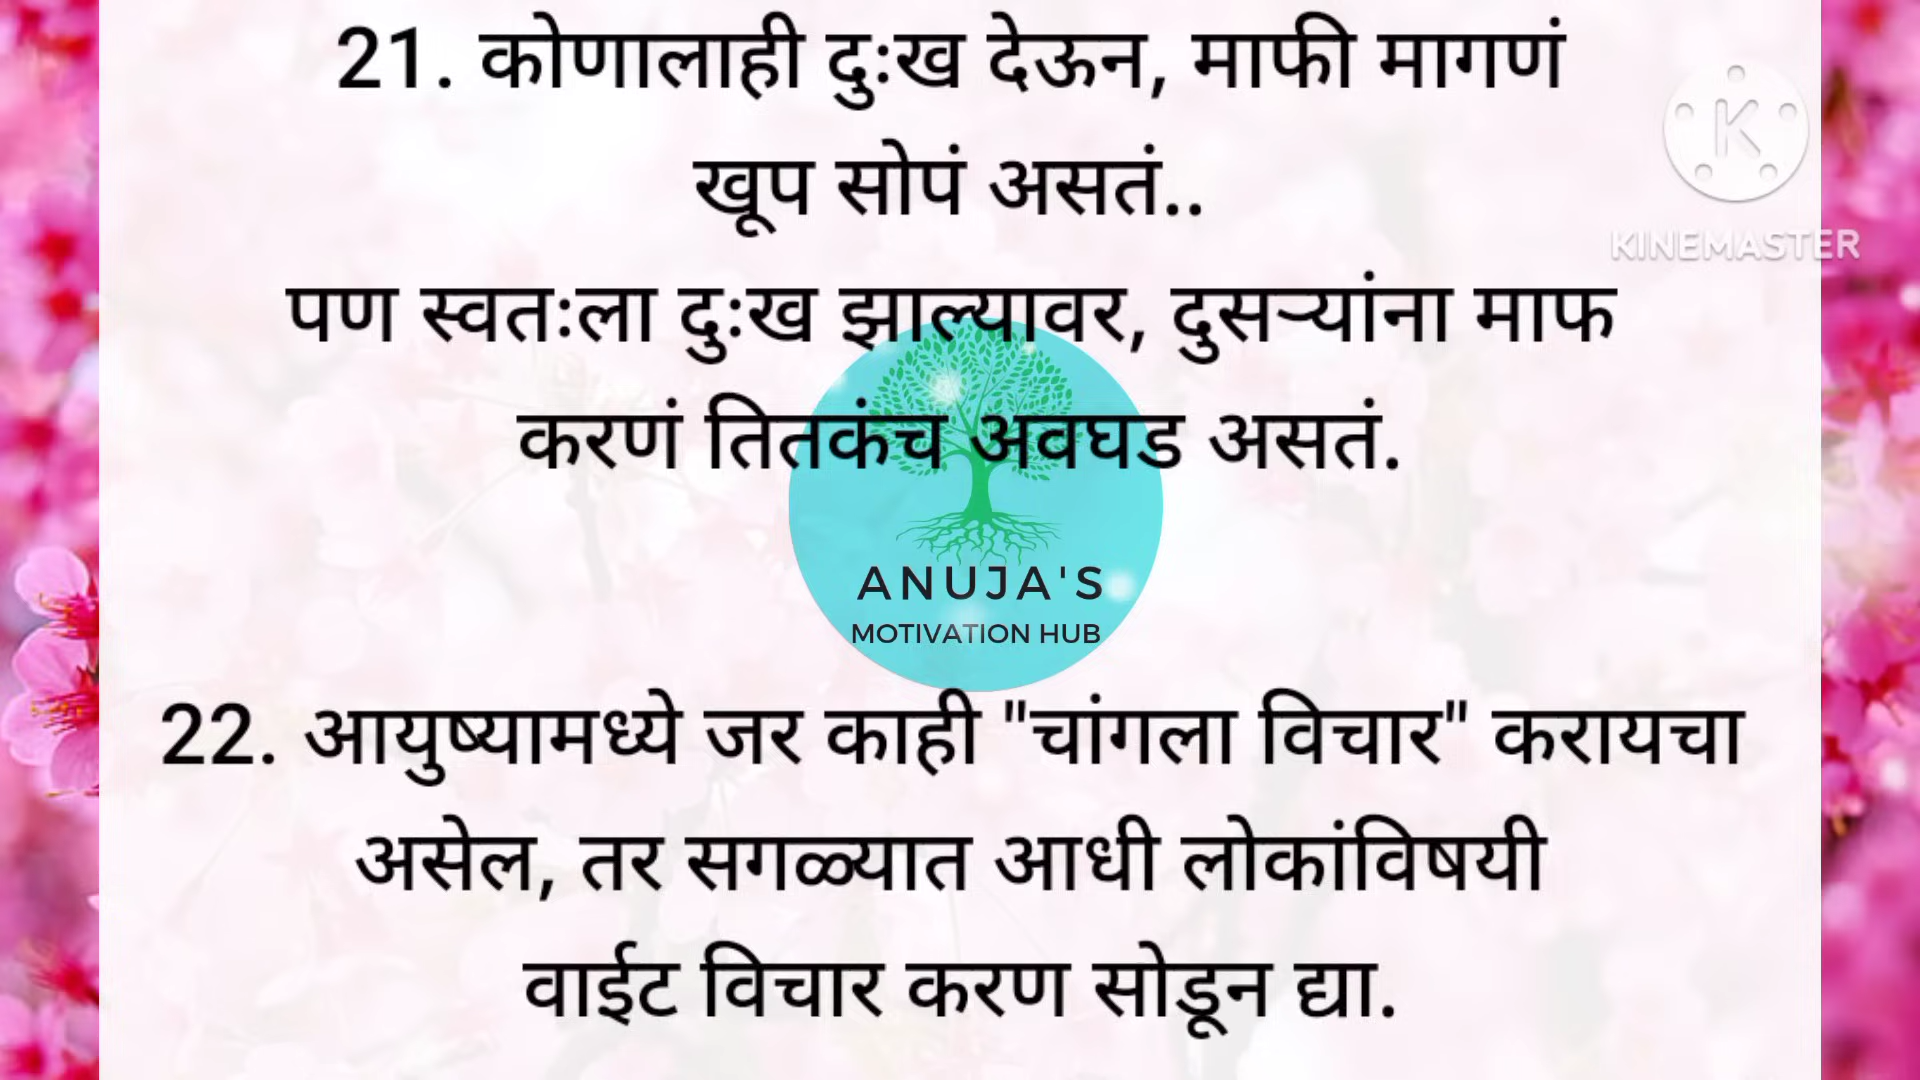 21. कोणालाही दुःख देऊन, माफी मागणं
खूप सोपं असतं..
पण स्वतःला दुःख झाल्यावर, दुसऱ्यांना माफ
करणं तितकंच अवघड असतं.
22. आयुष्यामध्ये जर काही "चांगला विचार" करायचा
असेल, तर सगळ्यात आधी लोकांविषयी
वाईट विचार करण सोडून द्या.
ANUJA'S
MOTIVATION HUB
K
KINEMASTER